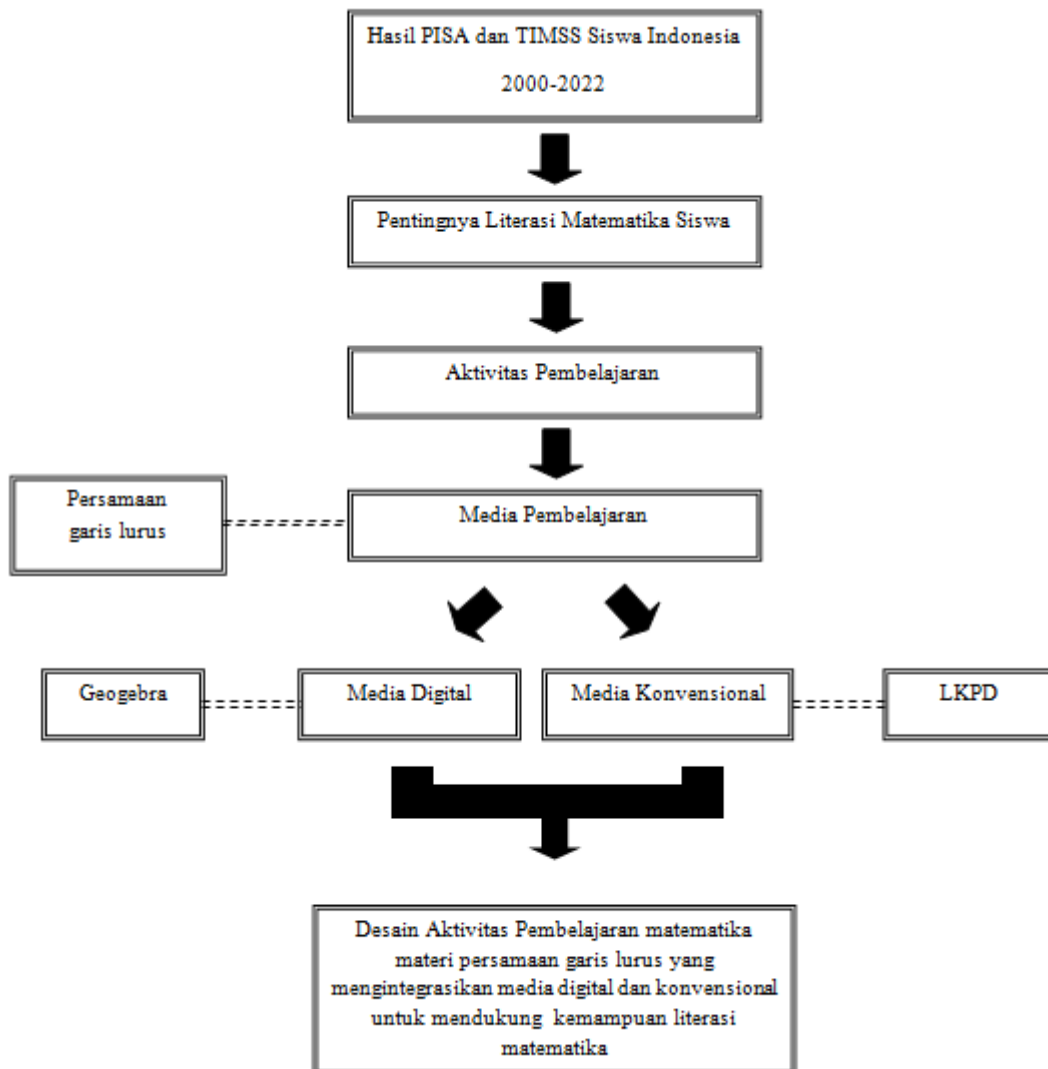 Hasil PISA dan TIMSS Siswa Indonesia
2000-2022
Pentingnya Literasi Matematika Siswa
Aktivitas Pembelajaran
Persamaan
garis lurus
Media Pembelajaran
Geogebra
Media Digital
Media Konvensional
LKPD
Desain Aktivitas Pembelajaran matematika
materi persamaan garis lurus yang
mengintegrasikan media digital dan konvensional
untuk mendukung kemampuan literasi
matematika